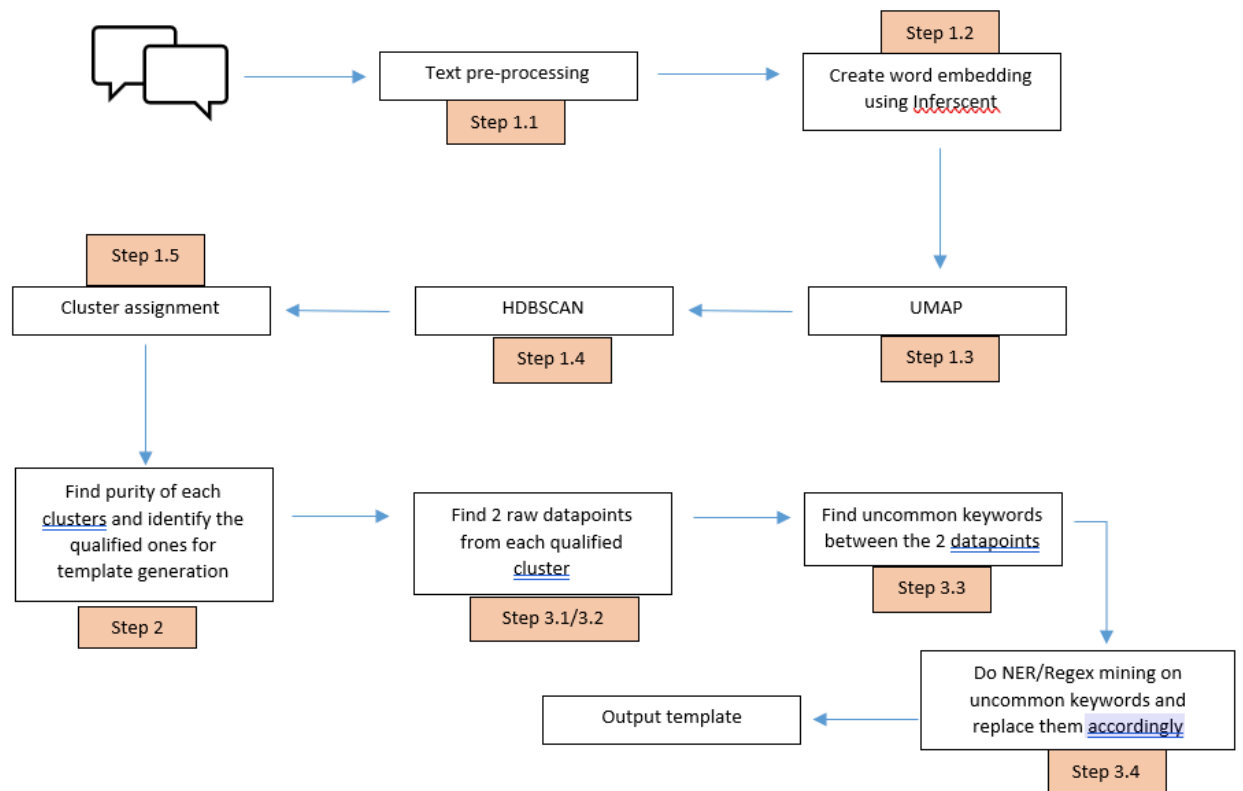 Text pre-processing
Step 1.1
Step 1.2
Create word embedding
using Inferscent
UMAP
Step 1.3
HDBSCAN
Step 1.4
Step 1.5
Cluster assignment
Find purity of each
clusters and identify the
qualified ones for
template generation
Step 2
Find 2 raw datapoints
from each qualified
cluster
Step 3.1/3.2
Find uncommon keywords
between the 2 datapoints
Step 3.3
Do NER/Regex mining on
uncommon keywords and
replace them accordingly
Step 3.4
Output template